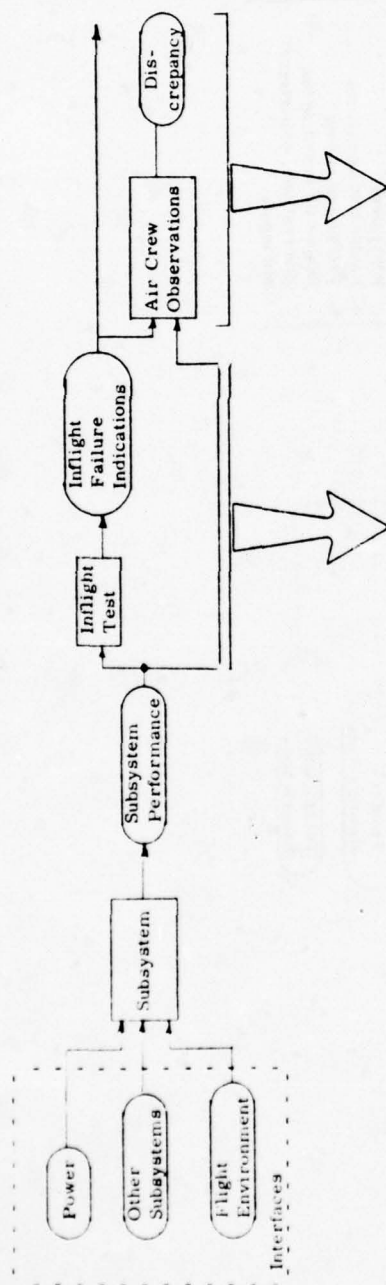 Power
Other
Subsystems
Flight
Environment
Interfaces
Subsystem
Subsystem
Performance
Inflight
Test
Inflight
Failure
Indications
Air Crew
Observations
Dis-
crepancy